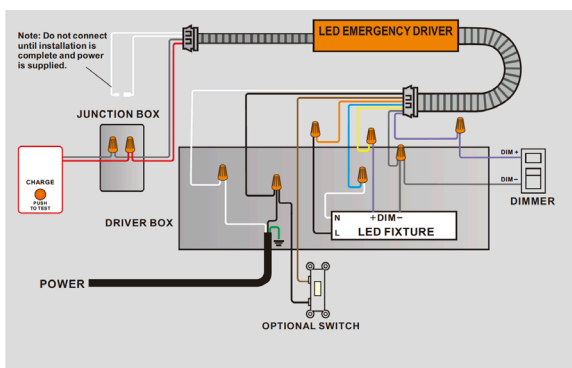 Note: Do not connect
until installation is
complete and power
is supplied.
LED EMERGENCY DRIVER
JUNCTION BOX
CHARGE
PUSH
TO TEST
DIM +
DIM –
DIMMER
DRIVER BOX
N +DIM–
L LED FIXTURE
POWER
OPTIONAL SWITCH